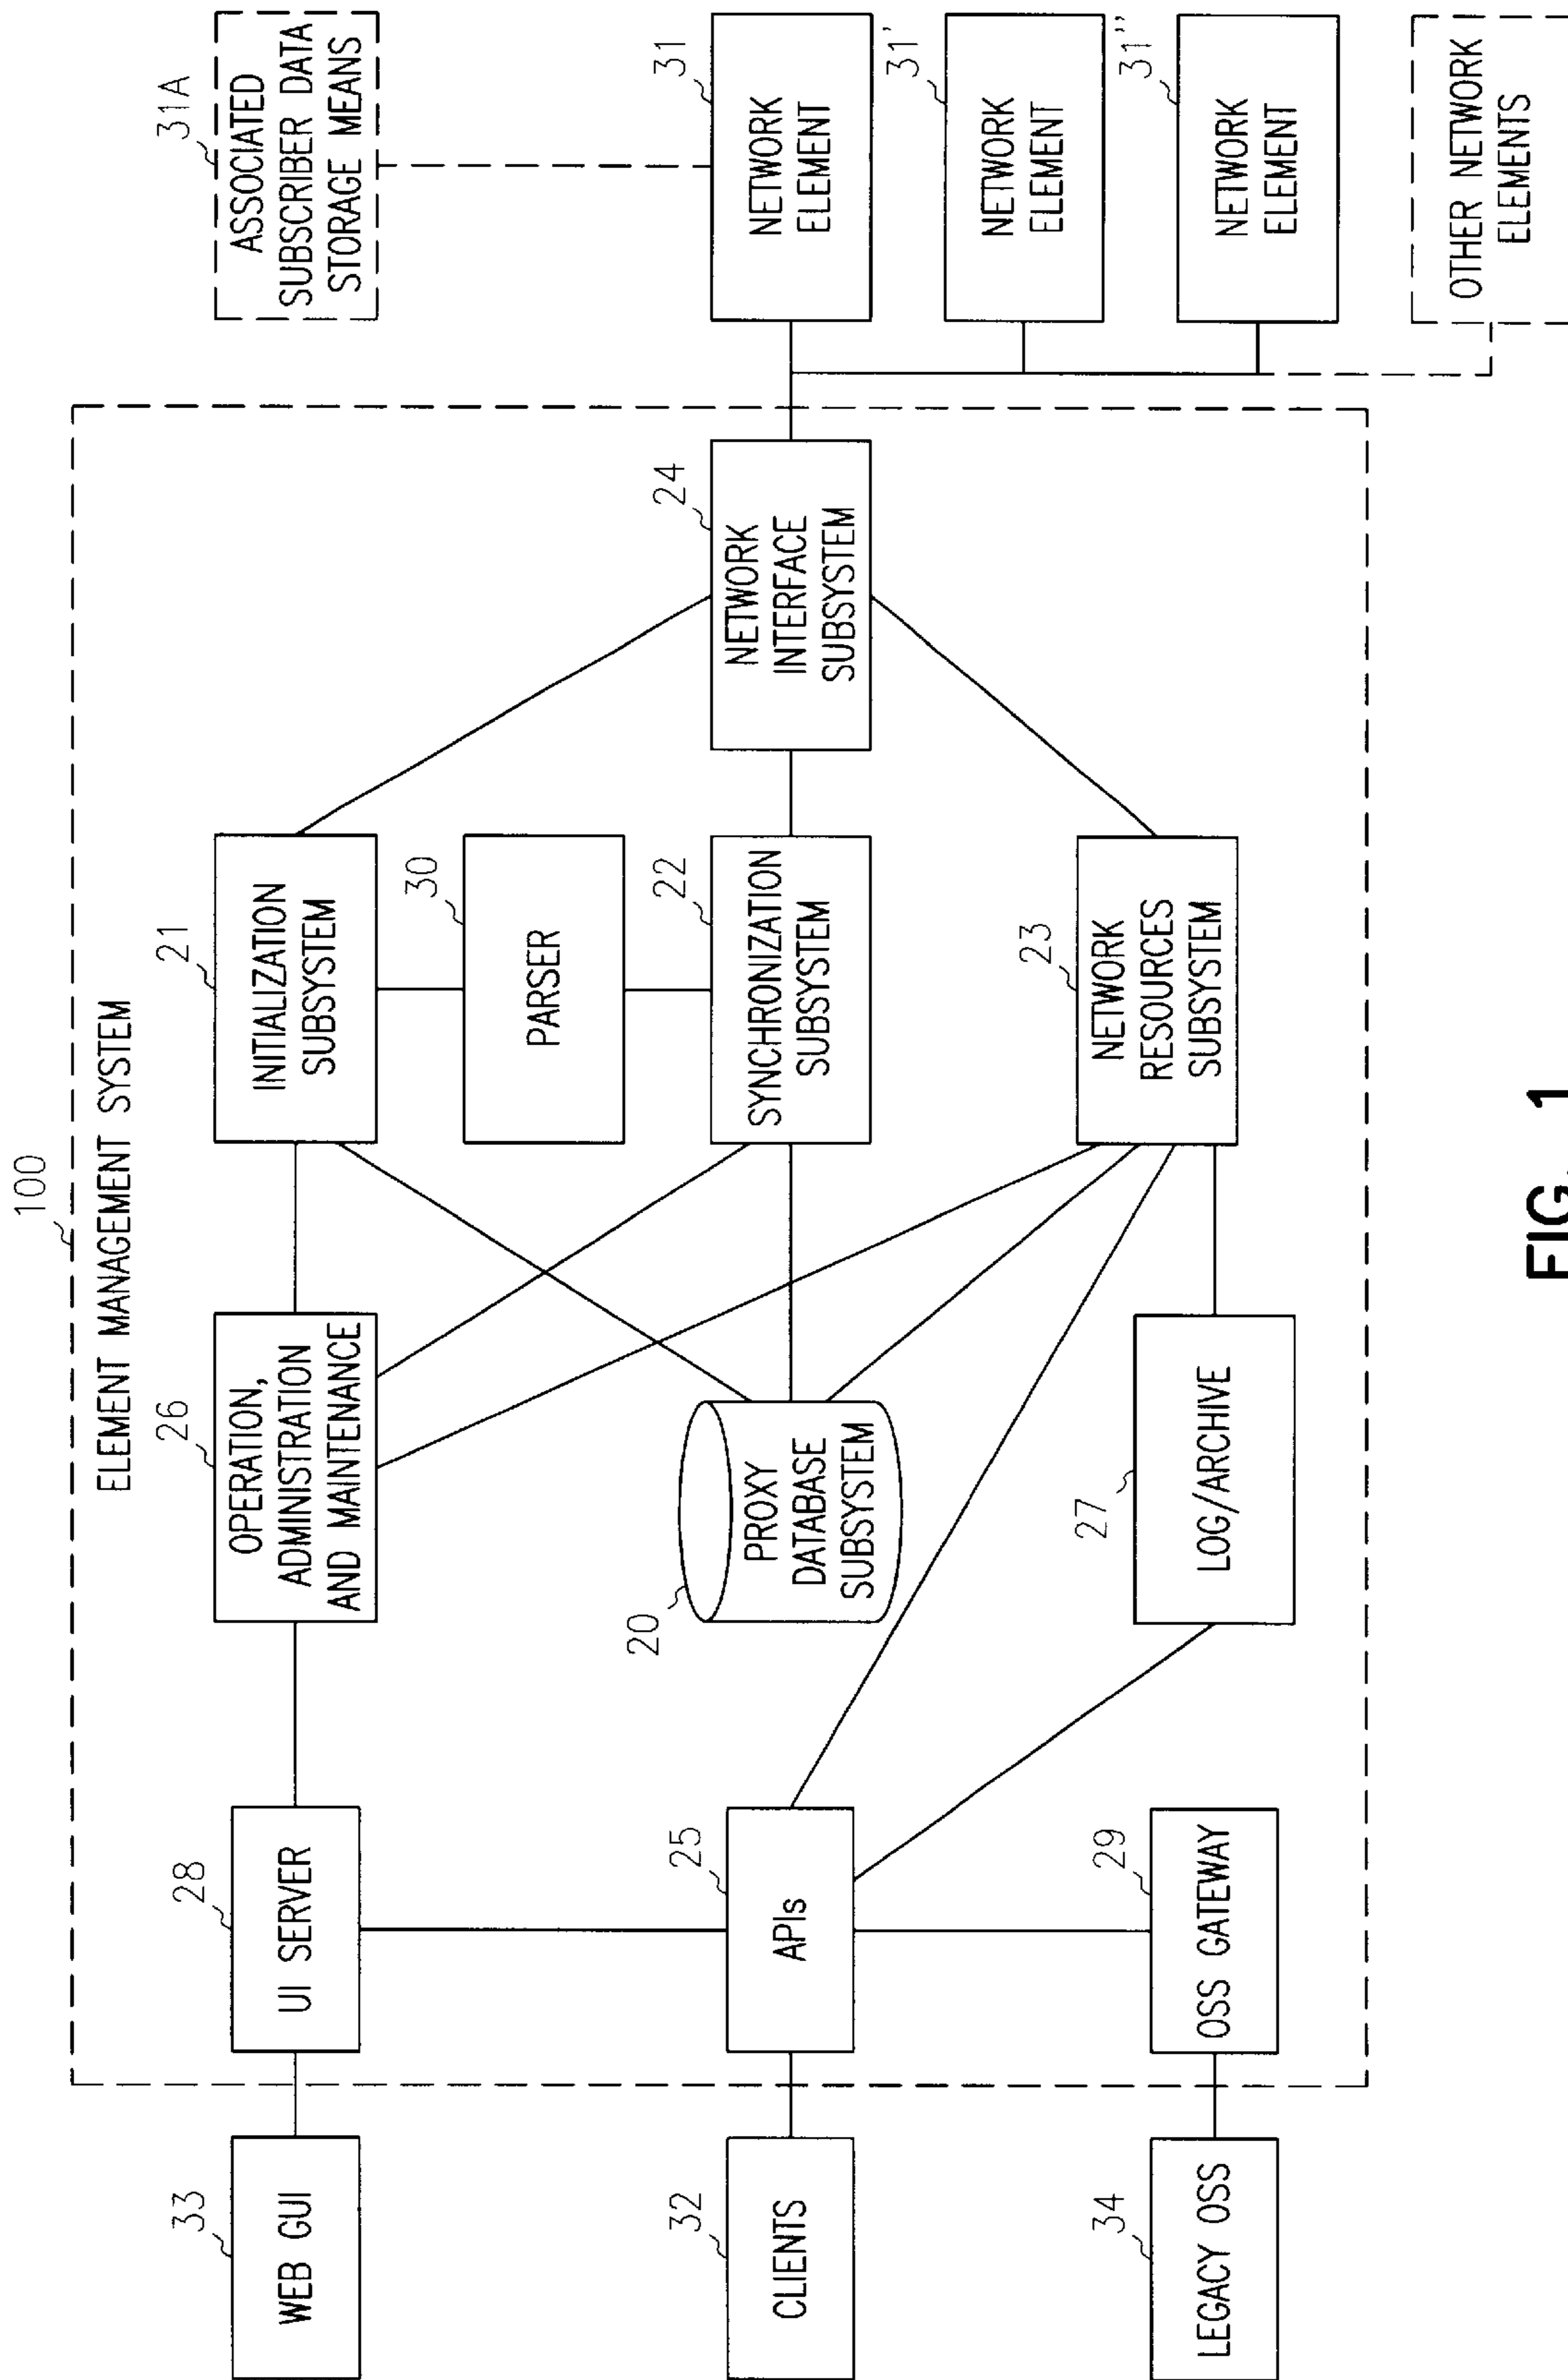 100
ELEMENT MANAGEMENT SYSTEM
33
WEB GUI
28
UI SERVER
26
OPERATION,
ADMINISTRATION
AND MAINTENANCE
21
INITIALIZATION
SUBSYSTEM
31A
ASSOCIATED
SUBSCRIBER DATA
STORAGE MEANS
30
PARSER
32
CLIENTS
25
APIs
20
PROXY
DATABASE
SUBSYSTEM
22
SYNCHRONIZATION
SUBSYSTEM
24
NETWORK
INTERFACE
SUBSYSTEM
31
NETWORK
ELEMENT
31'
NETWORK
ELEMENT
31"
NETWORK
ELEMENT
34
LEGACY OSS
29
OSS GATEWAY
27
LOG/ARCHIVE
23
NETWORK
RESOURCES
SUBSYSTEM
OTHER NETWORK
ELEMENTS
FIG. 1